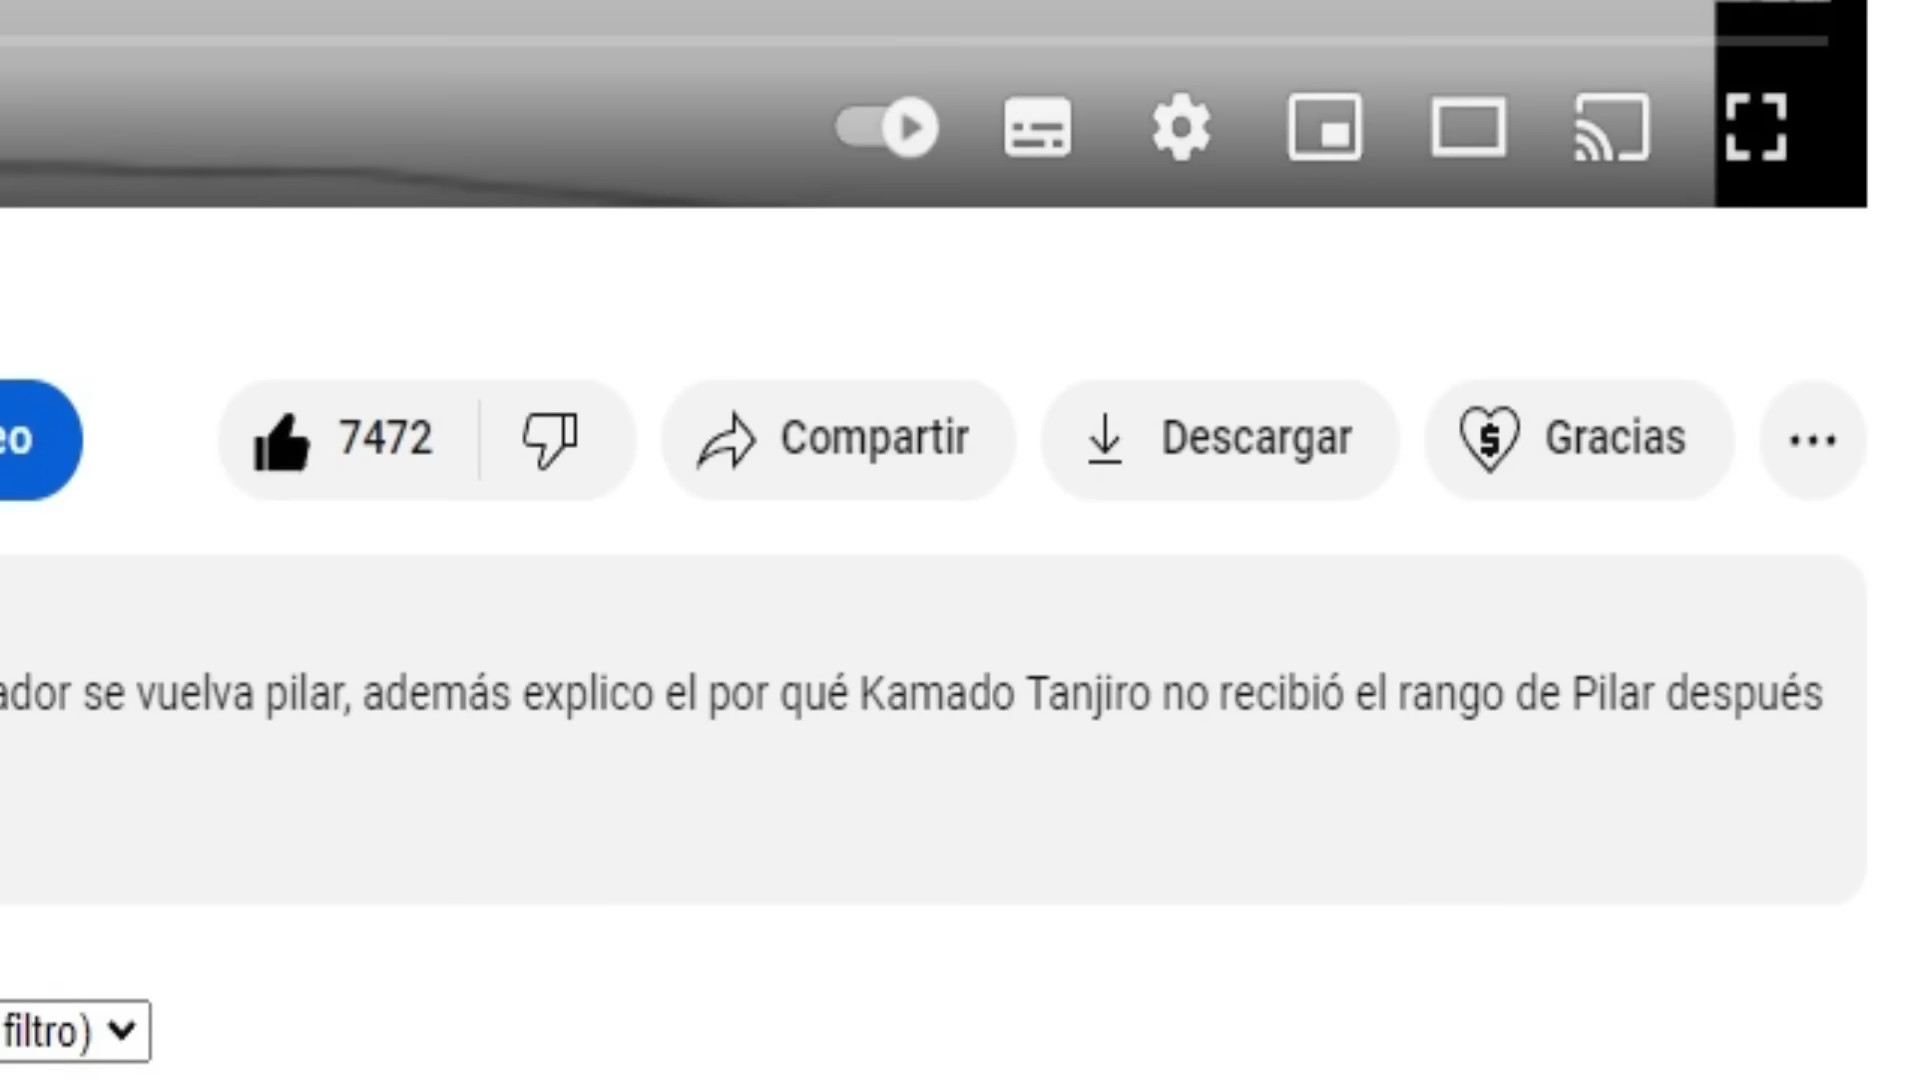 eo
7472
Compartir
Descargar
Gracias
ador se vuelva pilar, además explico el por qué Kamado Tanjiro no recibió el rango de Pilar después
filtro)